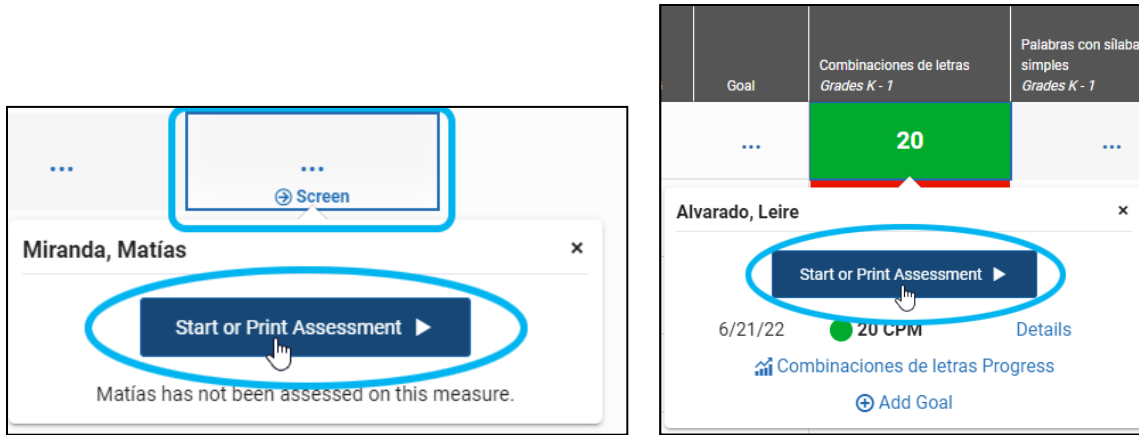 ...
...
Screen
Miranda, Matías
×
Start or Print Assessment
Matías has not been assessed on this measure.
Goal
Combinaciones de letras
Grades K - 1
Palabras con sílaba
simples
Grades K - 1
...
20
...
Alvarado, Leire
×
Start or Print Assessment
6/21/22
20 CPM
Details
Combinaciones de letras Progress
Add Goal